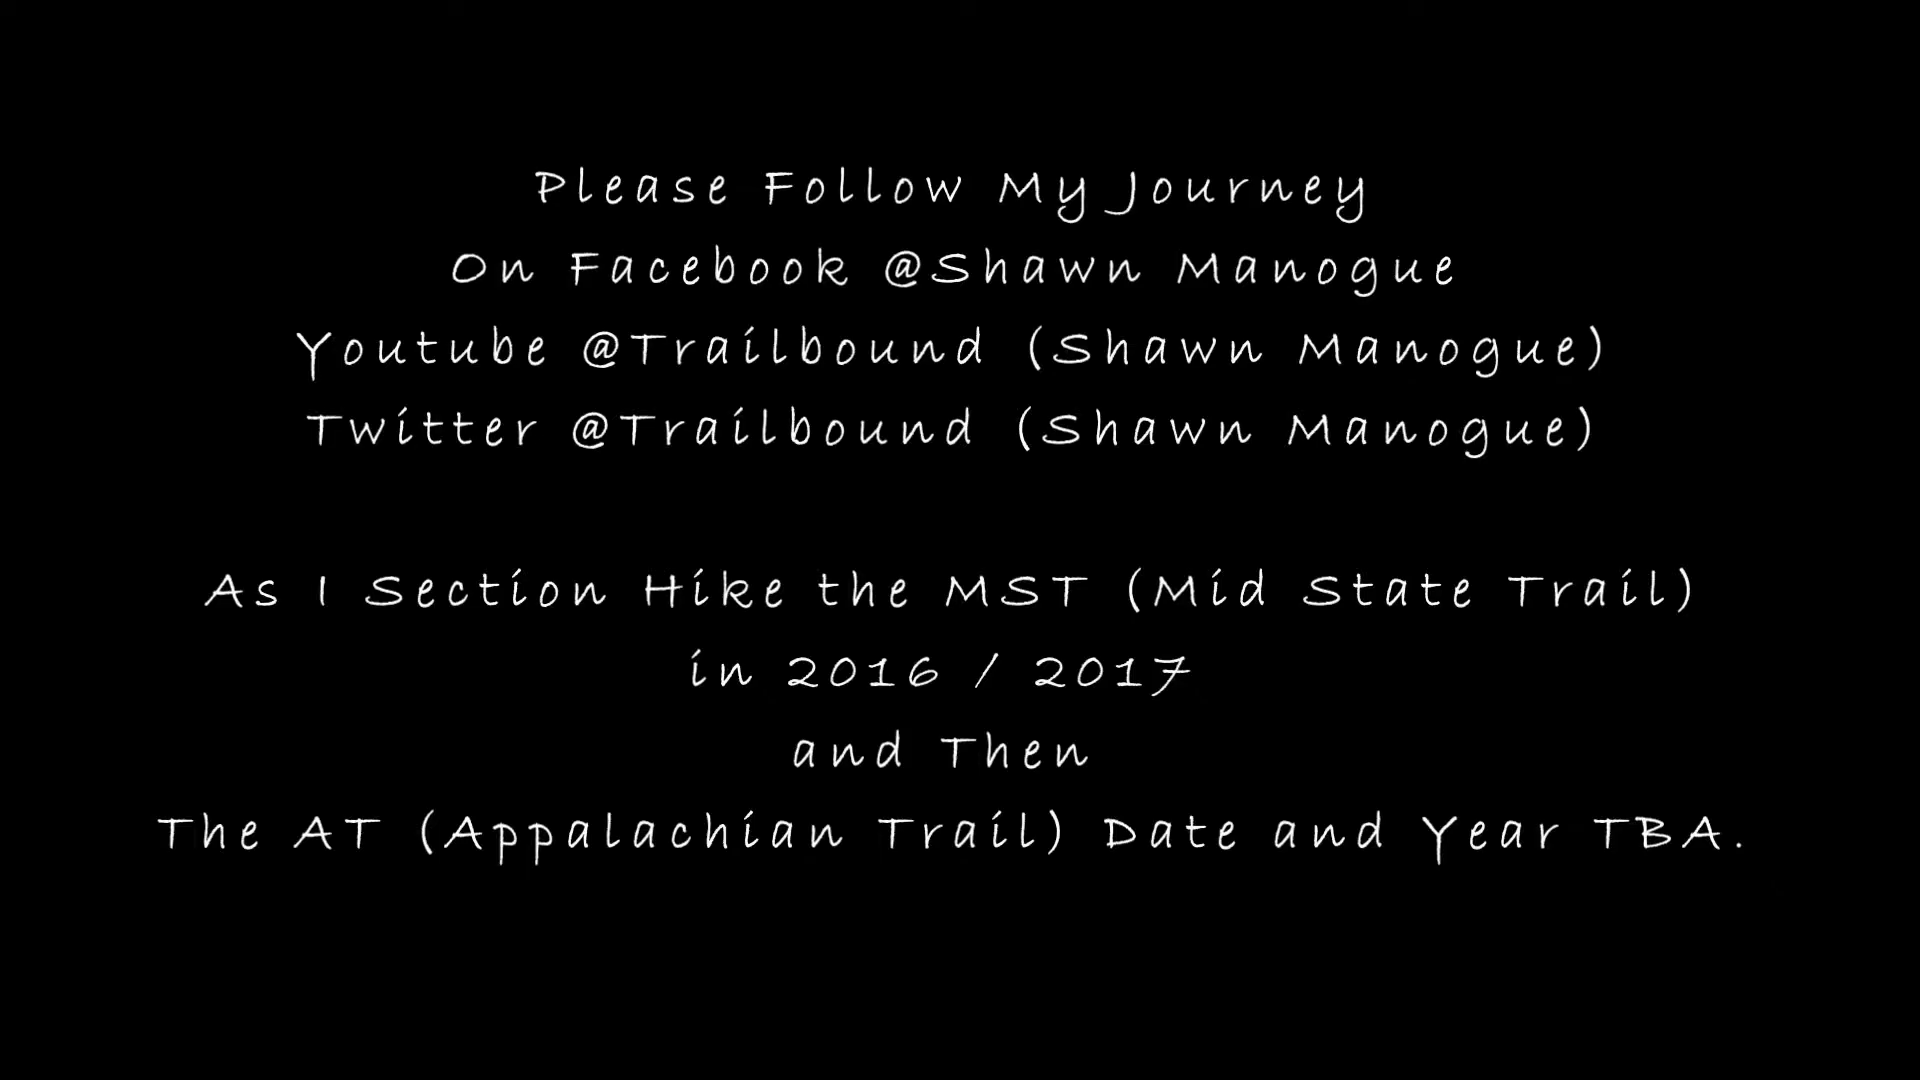 Please Follow My Journey
On Facebook @Shawn Manogue
Youtube @Trailbound (Shawn Manogue)
Twitter @Trailbound (Shawn Manogue)
As I Section Hike the MST (Mid State Trail)
in 2016 / 2017
and Then
The AT (Appalachian Trail) Date and Year TBA.